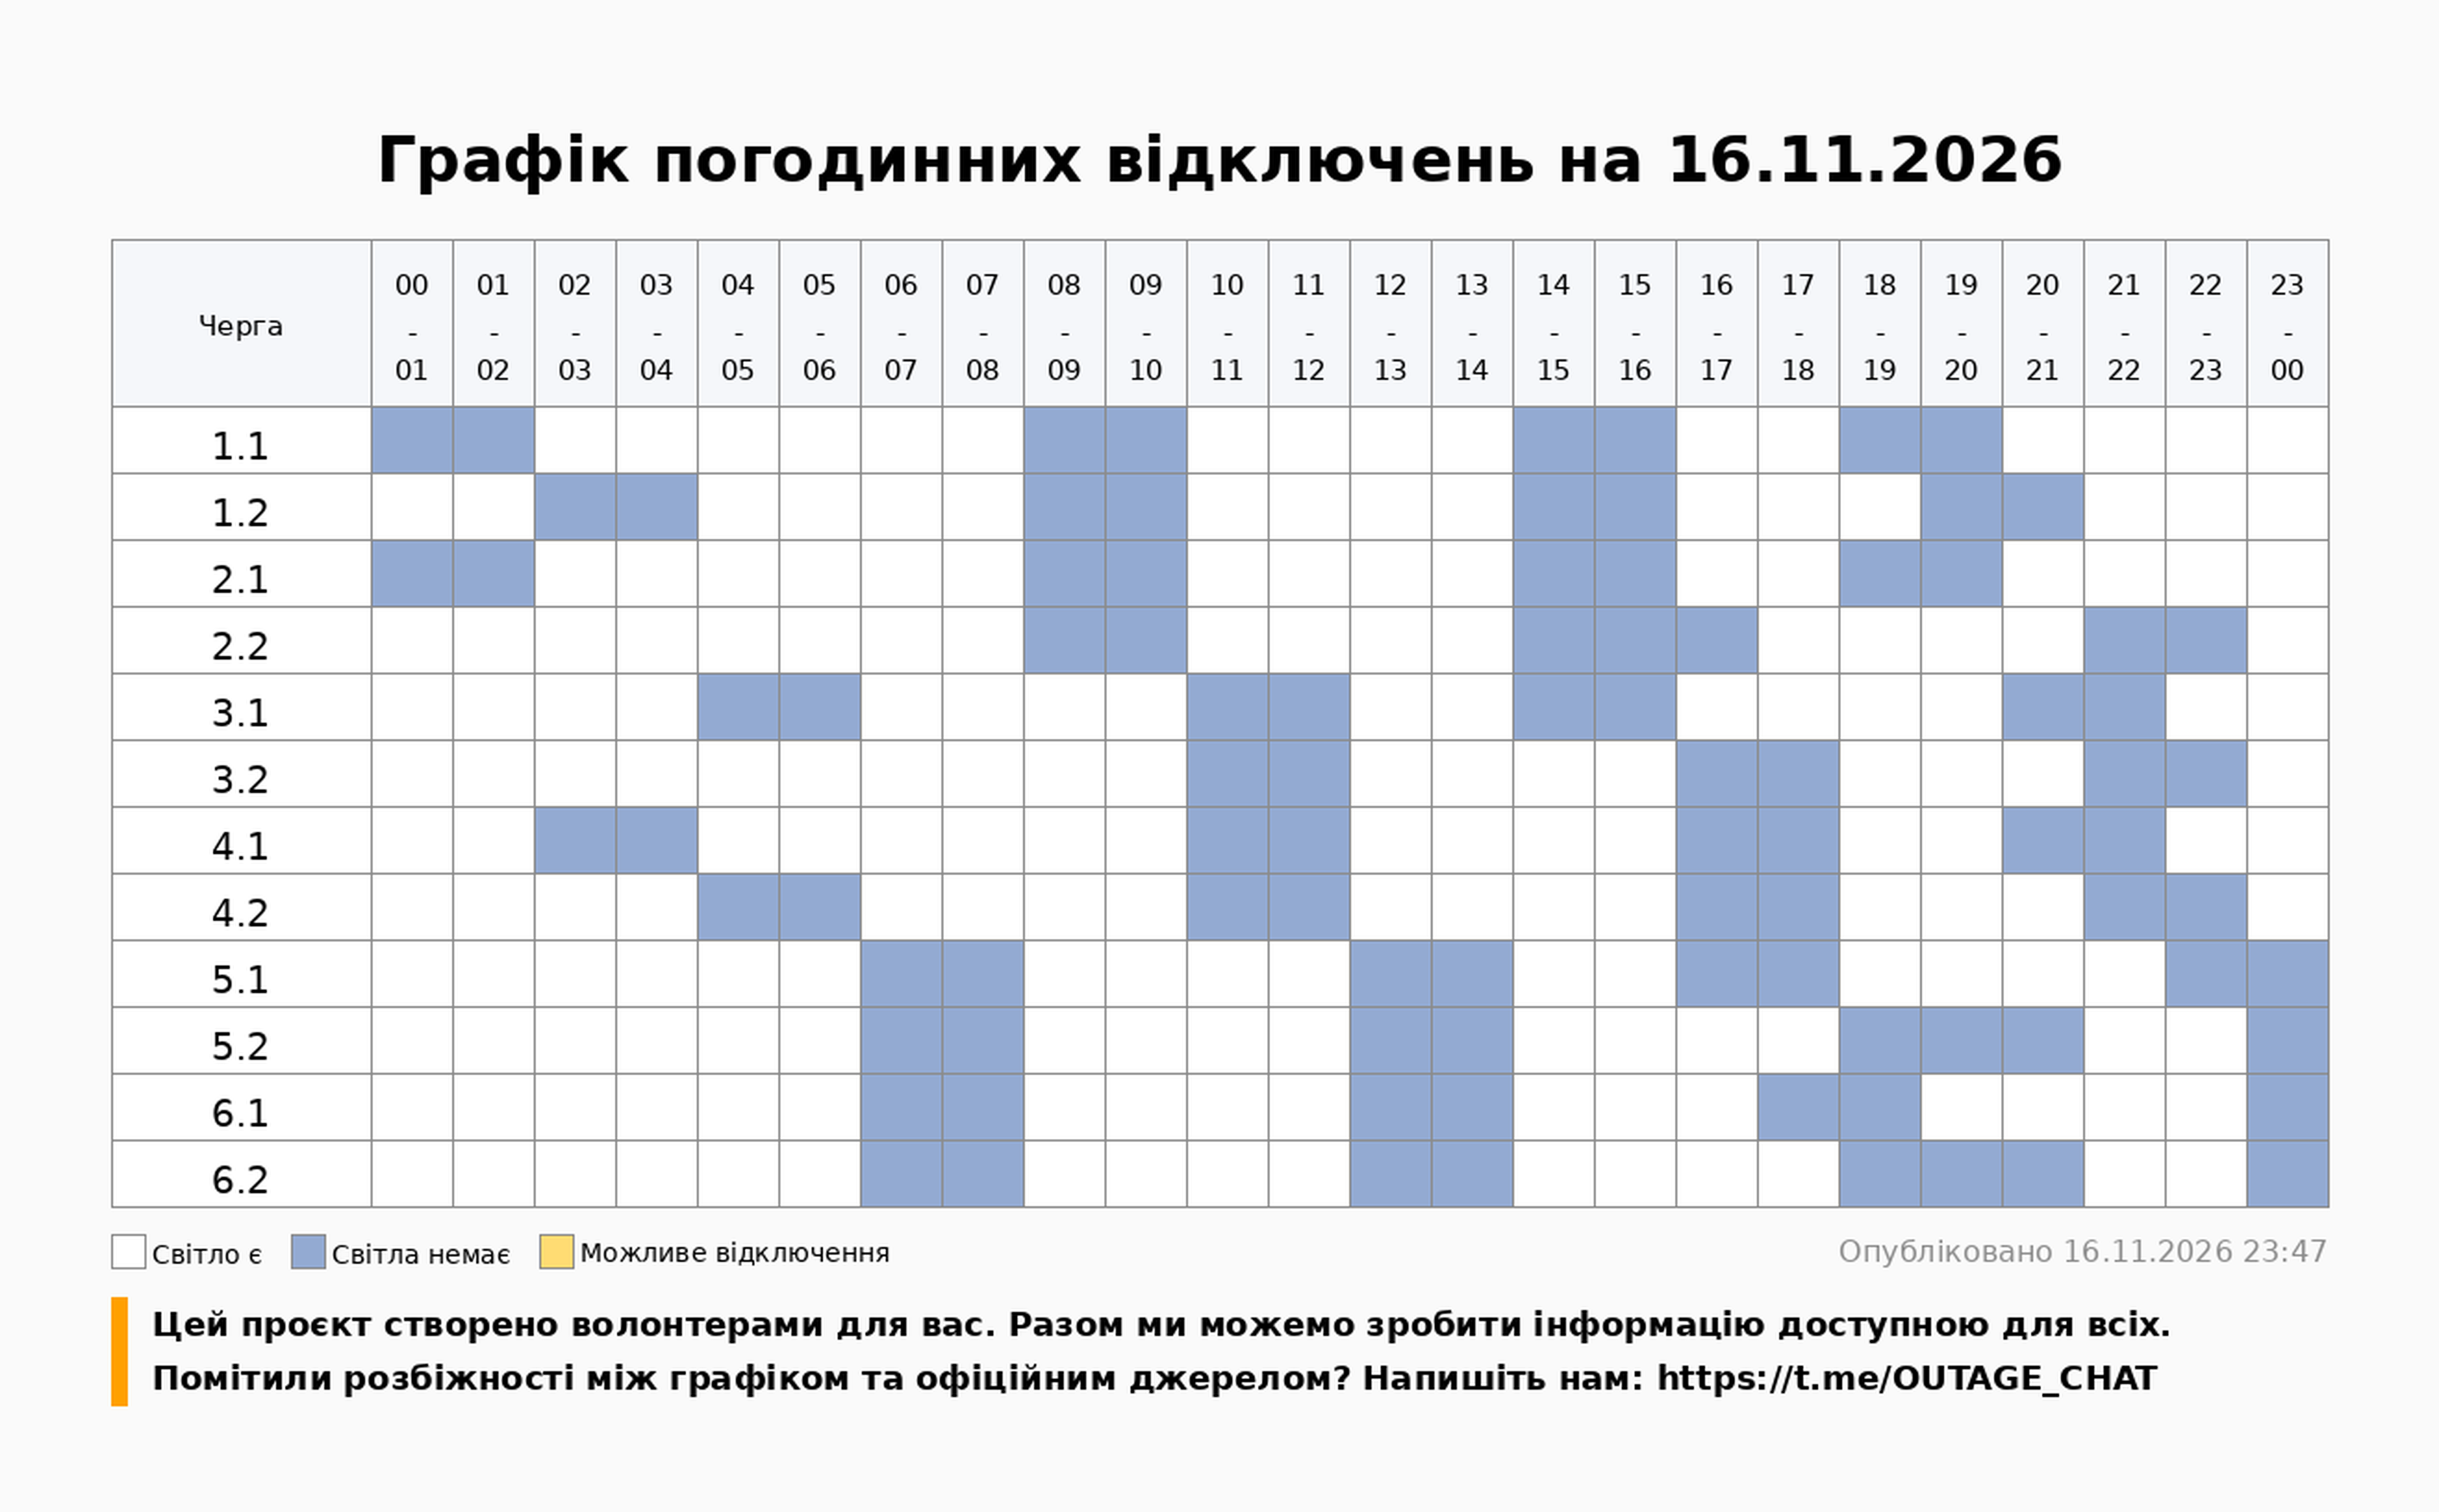 Графік погодинних відключень на 16.11.2026
Черга 00 - 01 01 - 02 02 - 03 03 - 04 04 - 05 05 - 06 06 - 07 07 - 08 08 - 09 09 - 10 10 - 11 11 - 12 12 - 13 13 - 14 14 - 15 15 - 16 16 - 17 17 - 18 18 - 19 19 - 20 20 - 21 21 - 22 22 - 23 23 - 00
1.1
1.2
2.1
2.2
3.1
3.2
4.1
4.2
5.1
5.2
6.1
6.2
Світло є Світла немає Можливе відключення Опубліковано 16.11.2026 23:47
Цей проєкт створено волонтерами для вас. Разом ми можемо зробити інформацію доступною для всіх.
Помітили розбіжності між графіком та офіційним джерелом? Напишіть нам: https://t.me/OUTAGE_CHAT